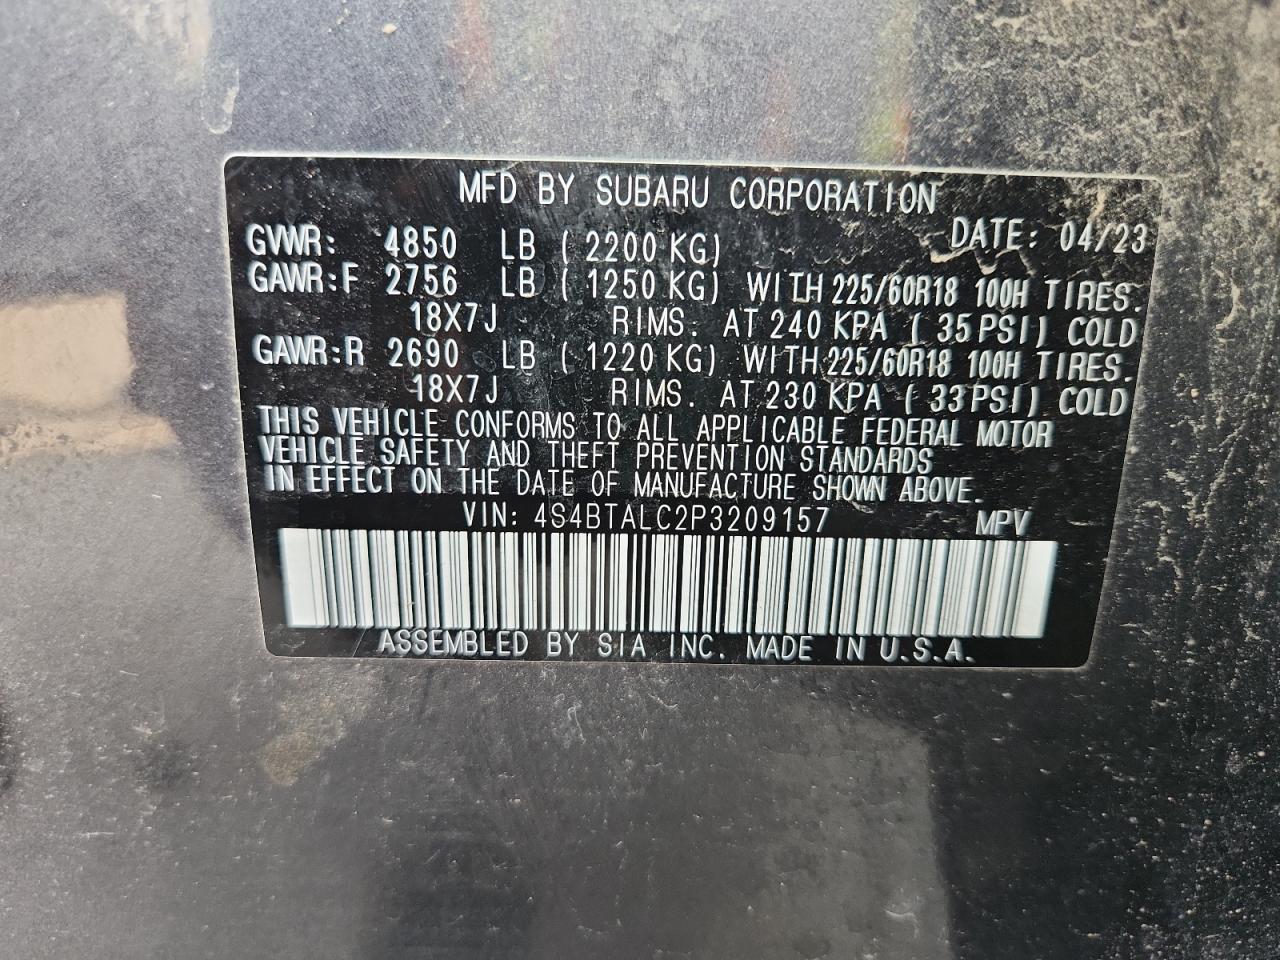 MFD BY SUBARU CORPORATION
DATE: 04/23
GVWR: 4850 LB ( 2200 KG)
GAWR:F 2756 LB ( 1250 KG) WITH 225/60R18 100H TIRES.
18X7J RIMS. AT 240 KPA ( 35 PSI) COLD
GAWR:R 2690 LB ( 1220 KG) WITH 225/60R18 100H TIRES.
18X7J RIMS. AT 230 KPA ( 33 PSI) COLD
THIS VEHICLE CONFORMS TO ALL APPLICABLE FEDERAL MOTOR
VEHICLE SAFETY AND THEFT PREVENTION STANDARDS
IN EFFECT ON THE DATE OF MANUFACTURE SHOWN ABOVE.
VIN: 4S4BTALC2P3209157 MPV
ASSEMBLED BY SIA INC. MADE IN U.S.A.